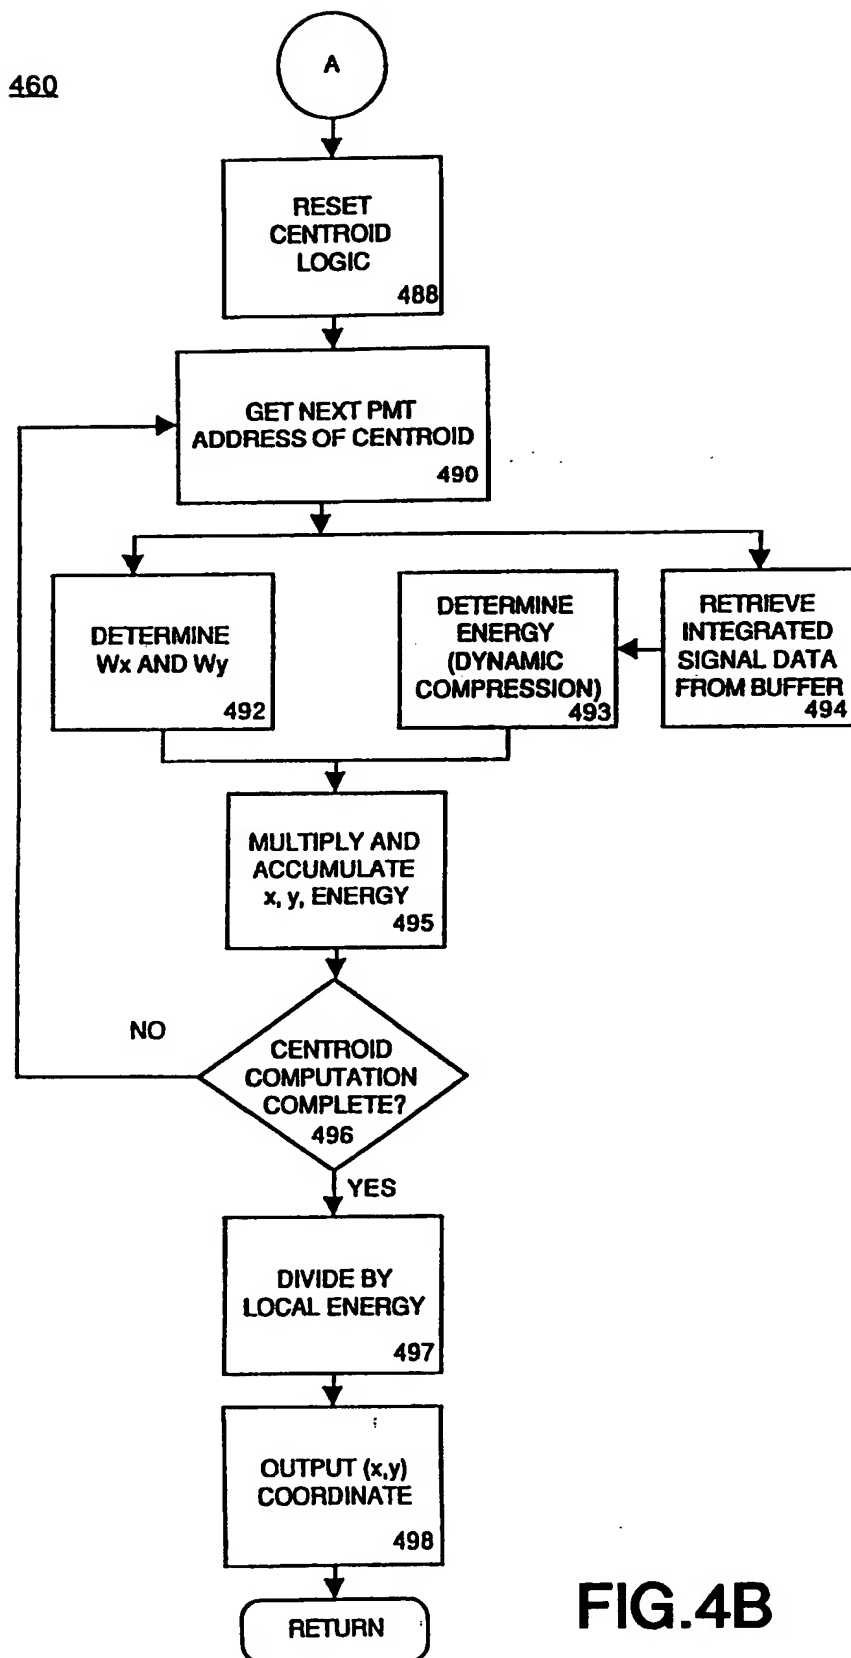 460
A
RESET
CENTROID
LOGIC
488
GET NEXT PMT
ADDRESS OF CENTROID
490
DETERMINE
Wx AND Wy
492
DETERMINE
ENERGY
(DYNAMIC
COMPRESSION)
493
RETRIEVE
INTEGRATED
SIGNAL DATA
FROM BUFFER
494
MULTIPLY AND
ACCUMULATE
x, y, ENERGY
495
NO
CENTROID
COMPUTATION
COMPLETE?
496
YES
DIVIDE BY
LOCAL ENERGY
497
OUTPUT (x,y)
COORDINATE
498
RETURN
FIG.4B